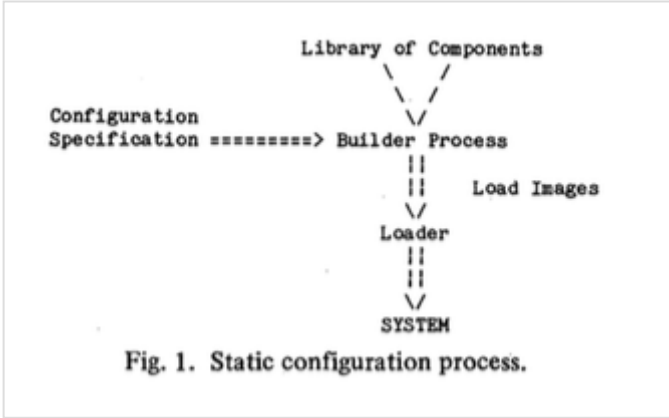 Library of Components
Configuration
Specification =========> Builder Process
Load Images
Loader
SYSTEM
Fig. 1. Static configuration process.